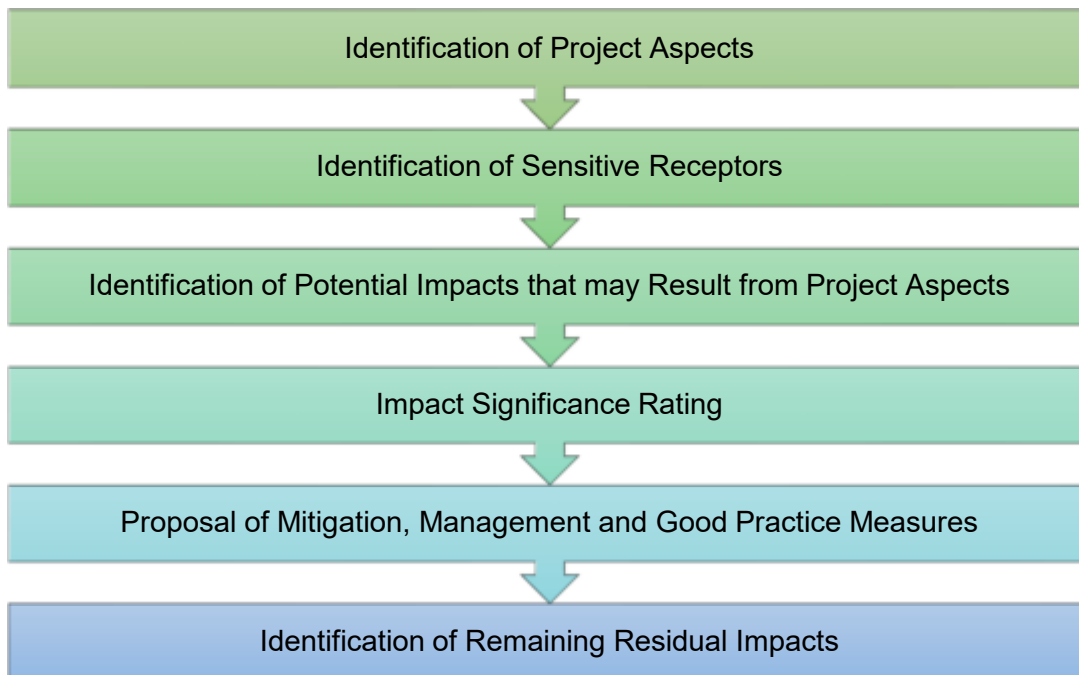 Identification of Project Aspects
Identification of Sensitive Receptors
Identification of Potential Impacts that may Result from Project Aspects
Impact Significance Rating
Proposal of Mitigation, Management and Good Practice Measures
Identification of Remaining Residual Impacts